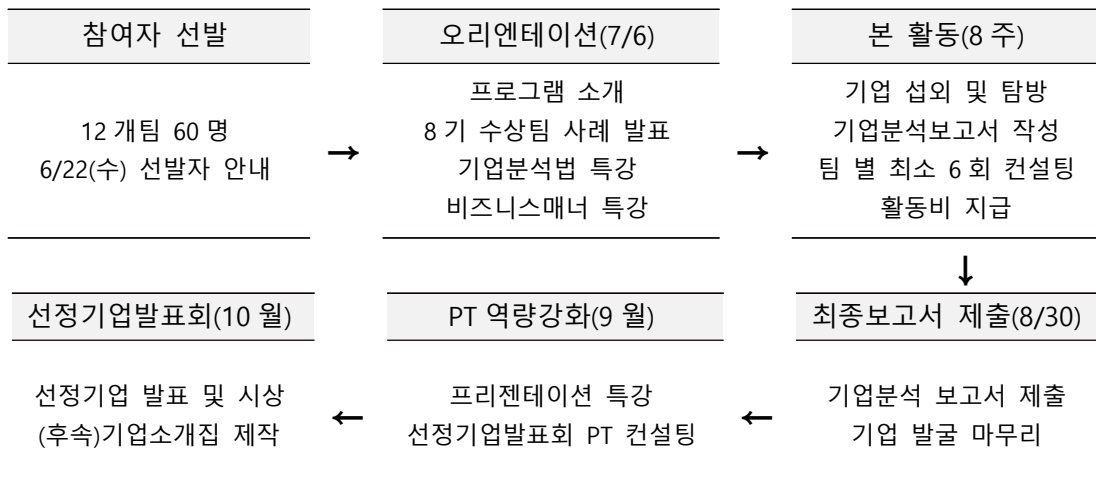 참여자 선발
12개팀 60명
6/22(수) 선발자 안내
→
오리엔테이션(7/6)
프로그램 소개
8기 수상팀 사례 발표
기업분석법 특강
비즈니스매너 특강
→
본 활동(8주)
기업 섭외 및 탐방
기업분석보고서 작성
팀 별 최소 6회 컨설팅
활동비 지급
↓
최종보고서 제출(8/30)
기업분석 보고서 제출
기업 발굴 마무리
←
PT 역량강화(9월)
프리젠테이션 특강
선정기업발표회 PT 컨설팅
←
선정기업발표회(10월)
선정기업 발표 및 시상
(후속)기업소개집 제작